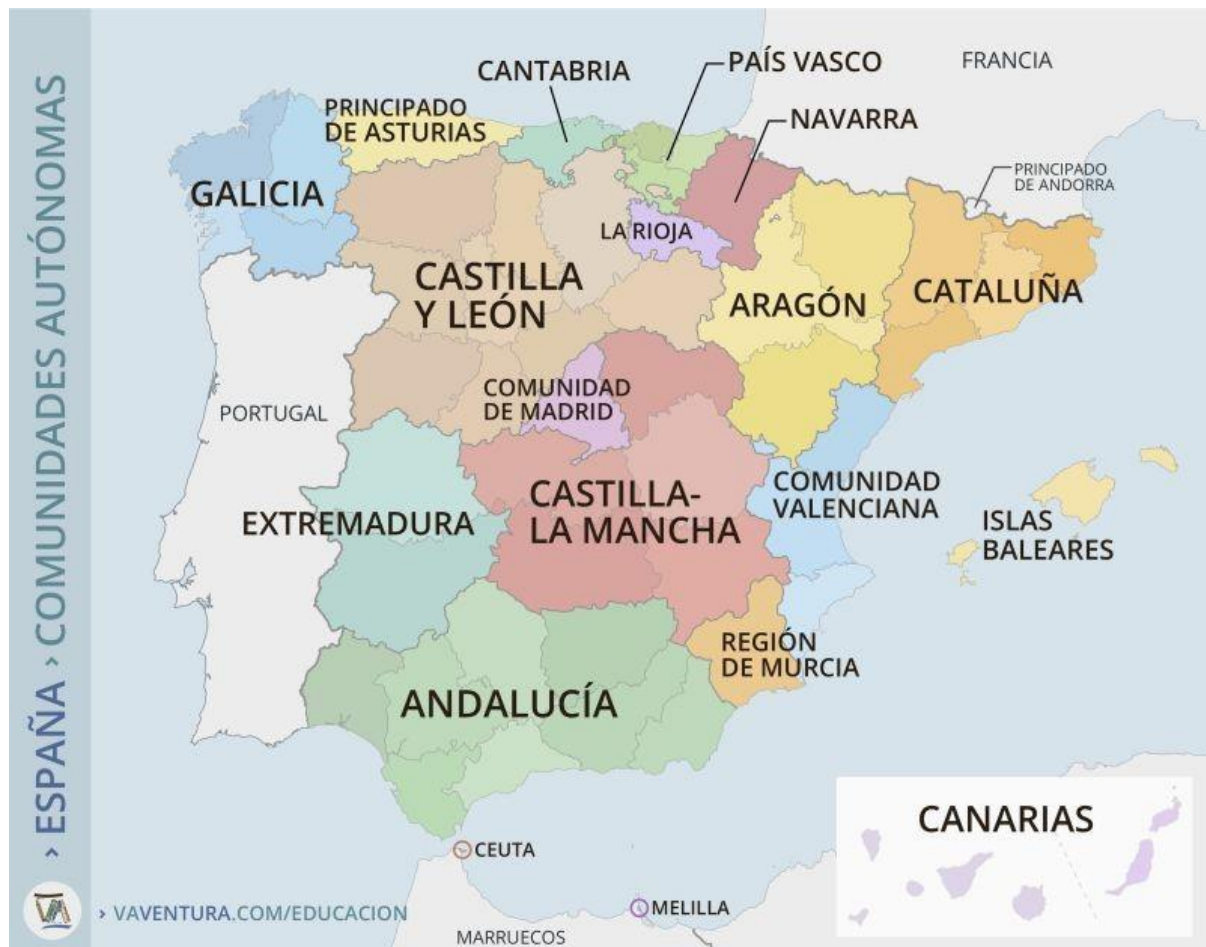 › ESPAÑA › COMUNIDADES AUTÓNOMAS
CANTABRIA
PAÍS VASCO
FRANCIA
PRINCIPADO
DE ASTURIAS
NAVARRA
PRINCIPADO
DE ANDORRA
GALICIA
LA RIOJA
CASTILLA
Y LEÓN
ARAGÓN
CATALUÑA
PORTUGAL
COMUNIDAD
DE MADRID
EXTREMADURA
CASTILLA-
LA MANCHA
COMUNIDAD
VALENCIANA
ISLAS
BALEARES
REGIÓN
DE MURCIA
ANDALUCÍA
CANARIAS
CEUTA
MELILLA
MARRUECOS
› VAVENTURA.COM/EDUCACION